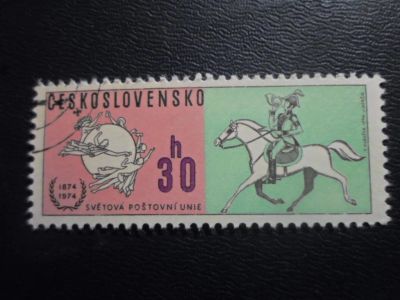 ČESKOSLOVENSKO
h
30
1874
1974
SVĚTOVÁ POŠTOVNÍ UNIE